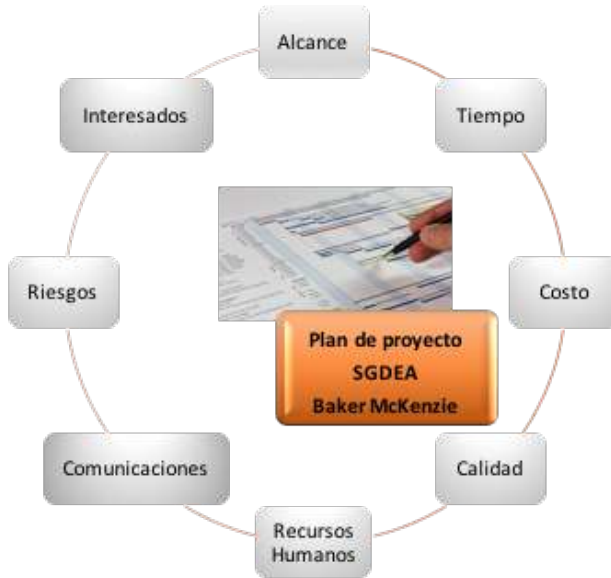 Alcance
Tiempo
Costo
Calidad
Recursos
Humanos
Comunicaciones
Riesgos
Interesados
Plan de proyecto
SGDEA
Baker McKenzie